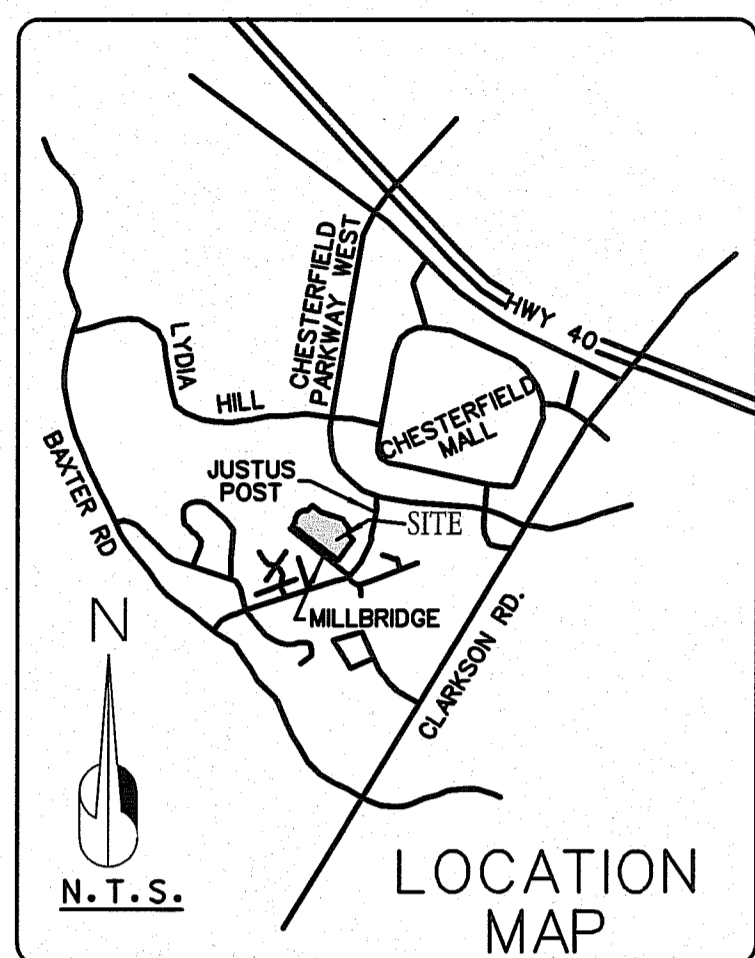 CHESTERFIELD
PARKWAY WEST
HWY 40
LYDIA
HILL
CHESTERFIELD
MALL
BAXTER RD
JUSTUS
POST
SITE
MILLBRIDGE
CLARKSON RD.
N
N.T.S.
LOCATION
MAP